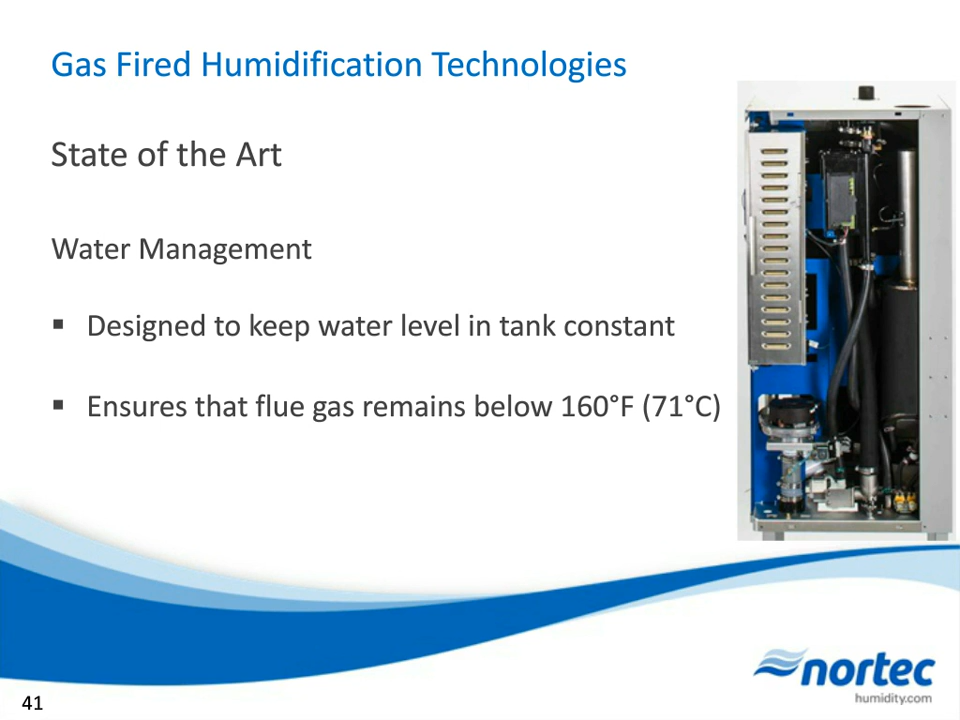 Gas Fired Humidification Technologies
State of the Art
Water Management
▪ Designed to keep water level in tank constant
▪ Ensures that flue gas remains below 160°F (71°C)
nortec
humidity.com
41